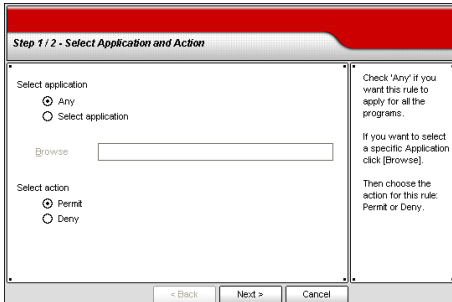 Step 1 / 2 - Select Application and Action
Select application
Any
Select application
Browse
Select action
Permit
Deny
Check 'Any' if you
want this rule to
apply for all the
programs.
If you want to select
a specific Application
click [Browse].
Then choose the
action for this rule:
Permit or Deny.
< Back
Next >
Cancel